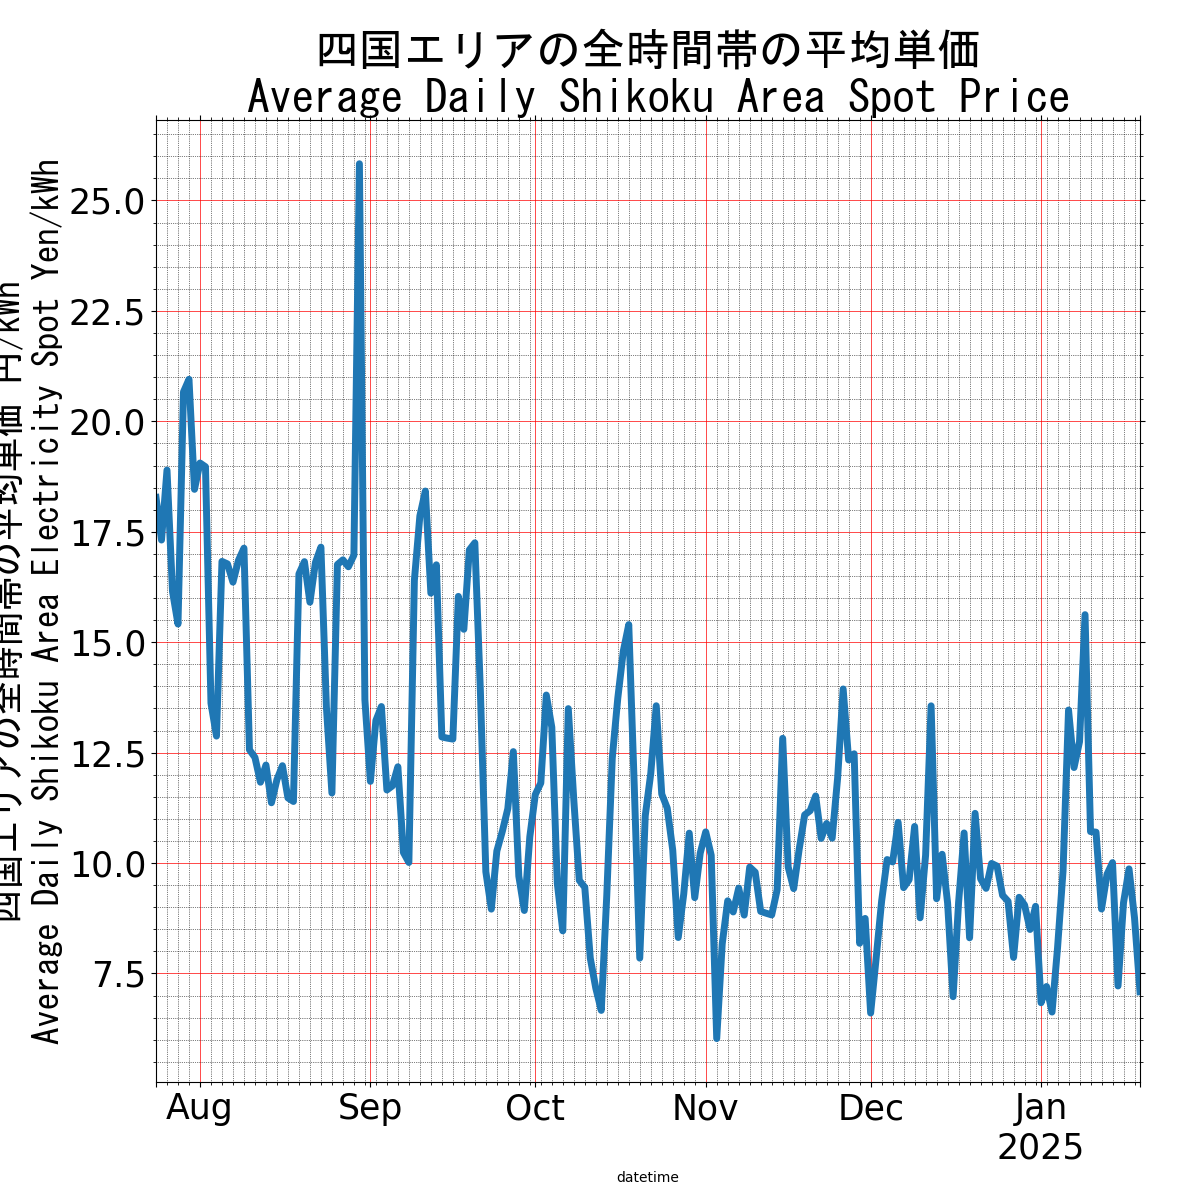 四国エリアの全時間帯の平均単価
Average Daily Shikoku Area Spot Price
四国エリアの全時間帯の平均単価 円/kWh
Average Daily Shikoku Area Electricity Spot Yen/kWh
25.0
22.5
20.0
17.5
15.0
12.5
10.0
7.5
Aug
Sep
Oct
Nov
Dec
Jan
2025
datetime